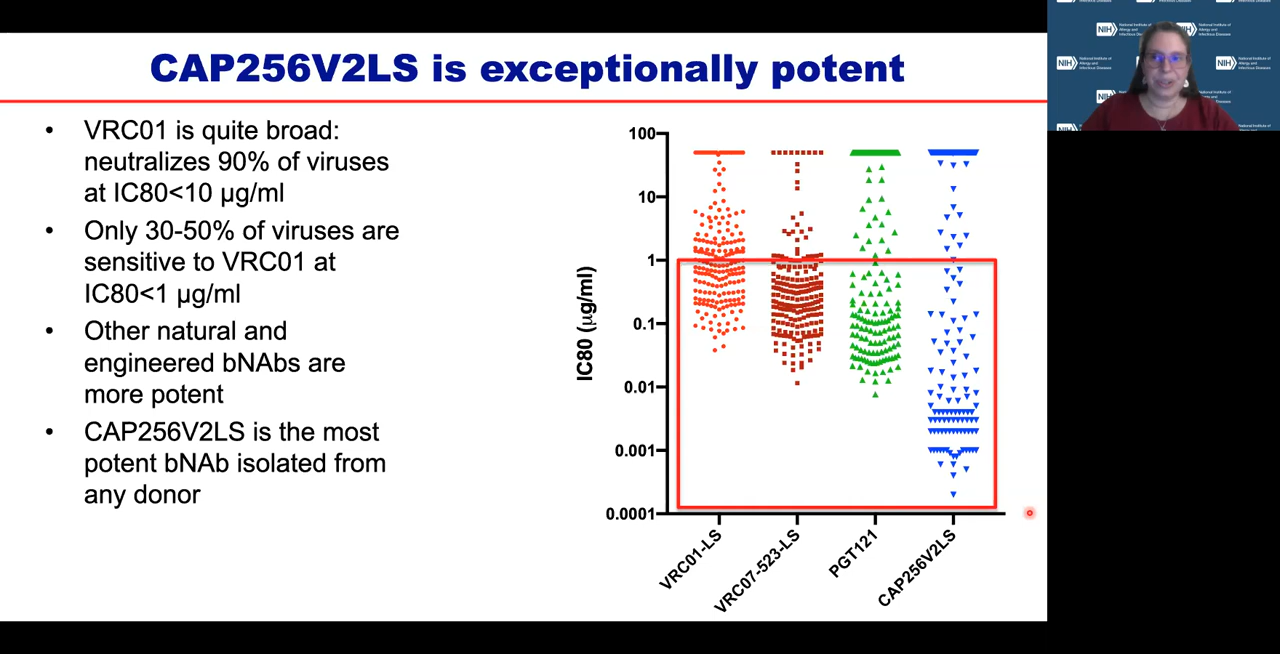 CAP256V2LS is exceptionally potent
• VRC01 is quite broad:
neutralizes 90% of viruses
at IC80<10 µg/ml
• Only 30-50% of viruses are
sensitive to VRC01 at
IC80<1 µg/ml
• Other natural and
engineered bNAbs are
more potent
• CAP256V2LS is the most
potent bNAb isolated from
any donor
IC80 (µg/ml)
100
10
1
0.1
0.01
0.001
0.0001
VRC01-LS
VRC07-523-LS
PGT121
CAP256V2LS
NIH
National Institute of
Allergy and
Infectious Diseases